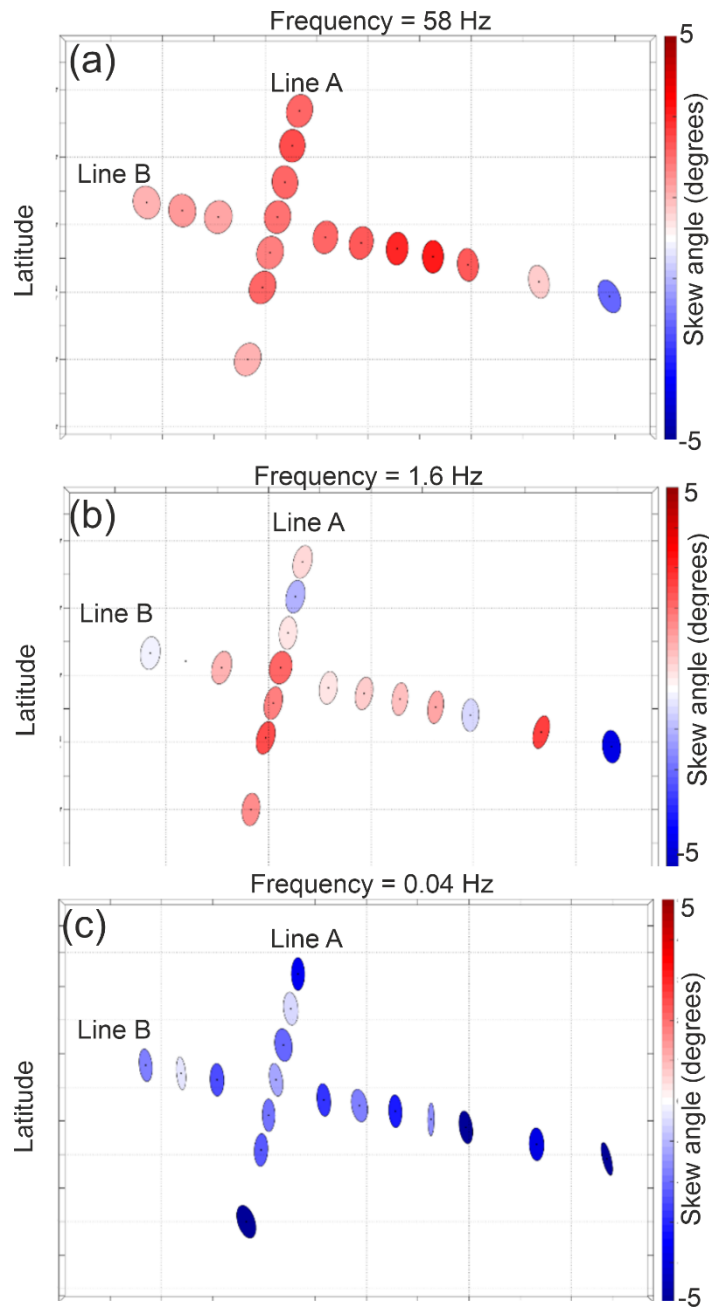 Frequency = 58 Hz
(a)
Line A
Line B
Latitude
5
Skew angle (degrees)
-5
Frequency = 1.6 Hz
(b)
Line A
Line B
Latitude
5
Skew angle (degrees)
-5
Frequency = 0.04 Hz
(c)
Line A
Line B
Latitude
5
Skew angle (degrees)
-5